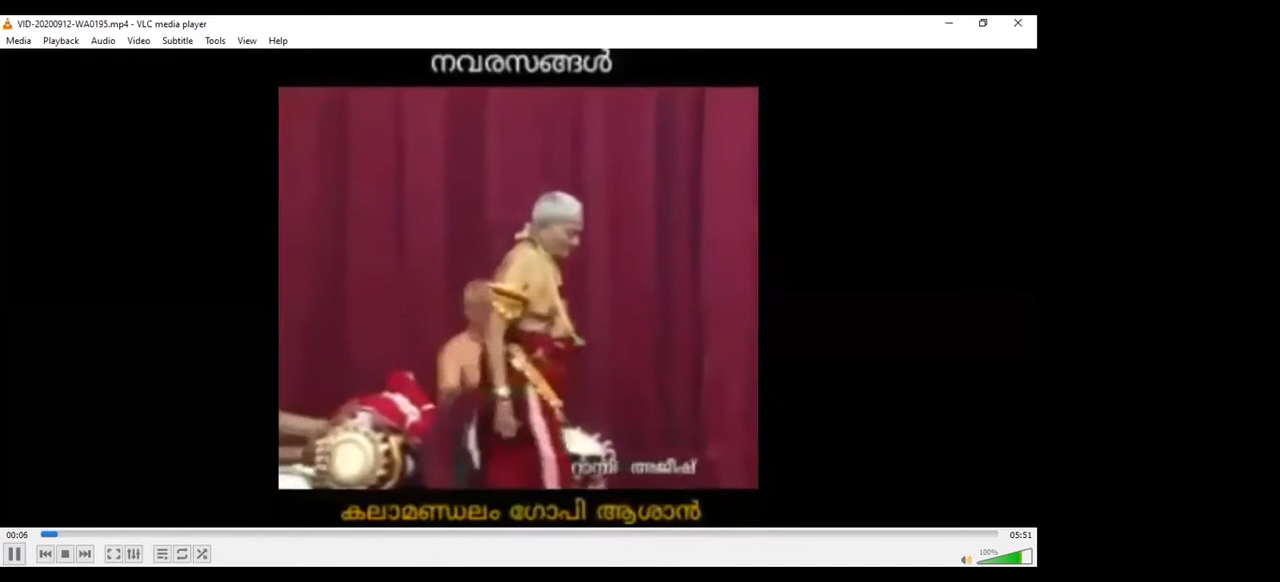 VID-20200912-WA0195.mp4 - VLC media player
Media Playback Audio Video Subtitle Tools View Help
നവരസങ്ങൾ
റാന്നി അജീഷ്
കലാമണ്ഡലം ഗോപി ആശാൻ
00:06 05:51
100%